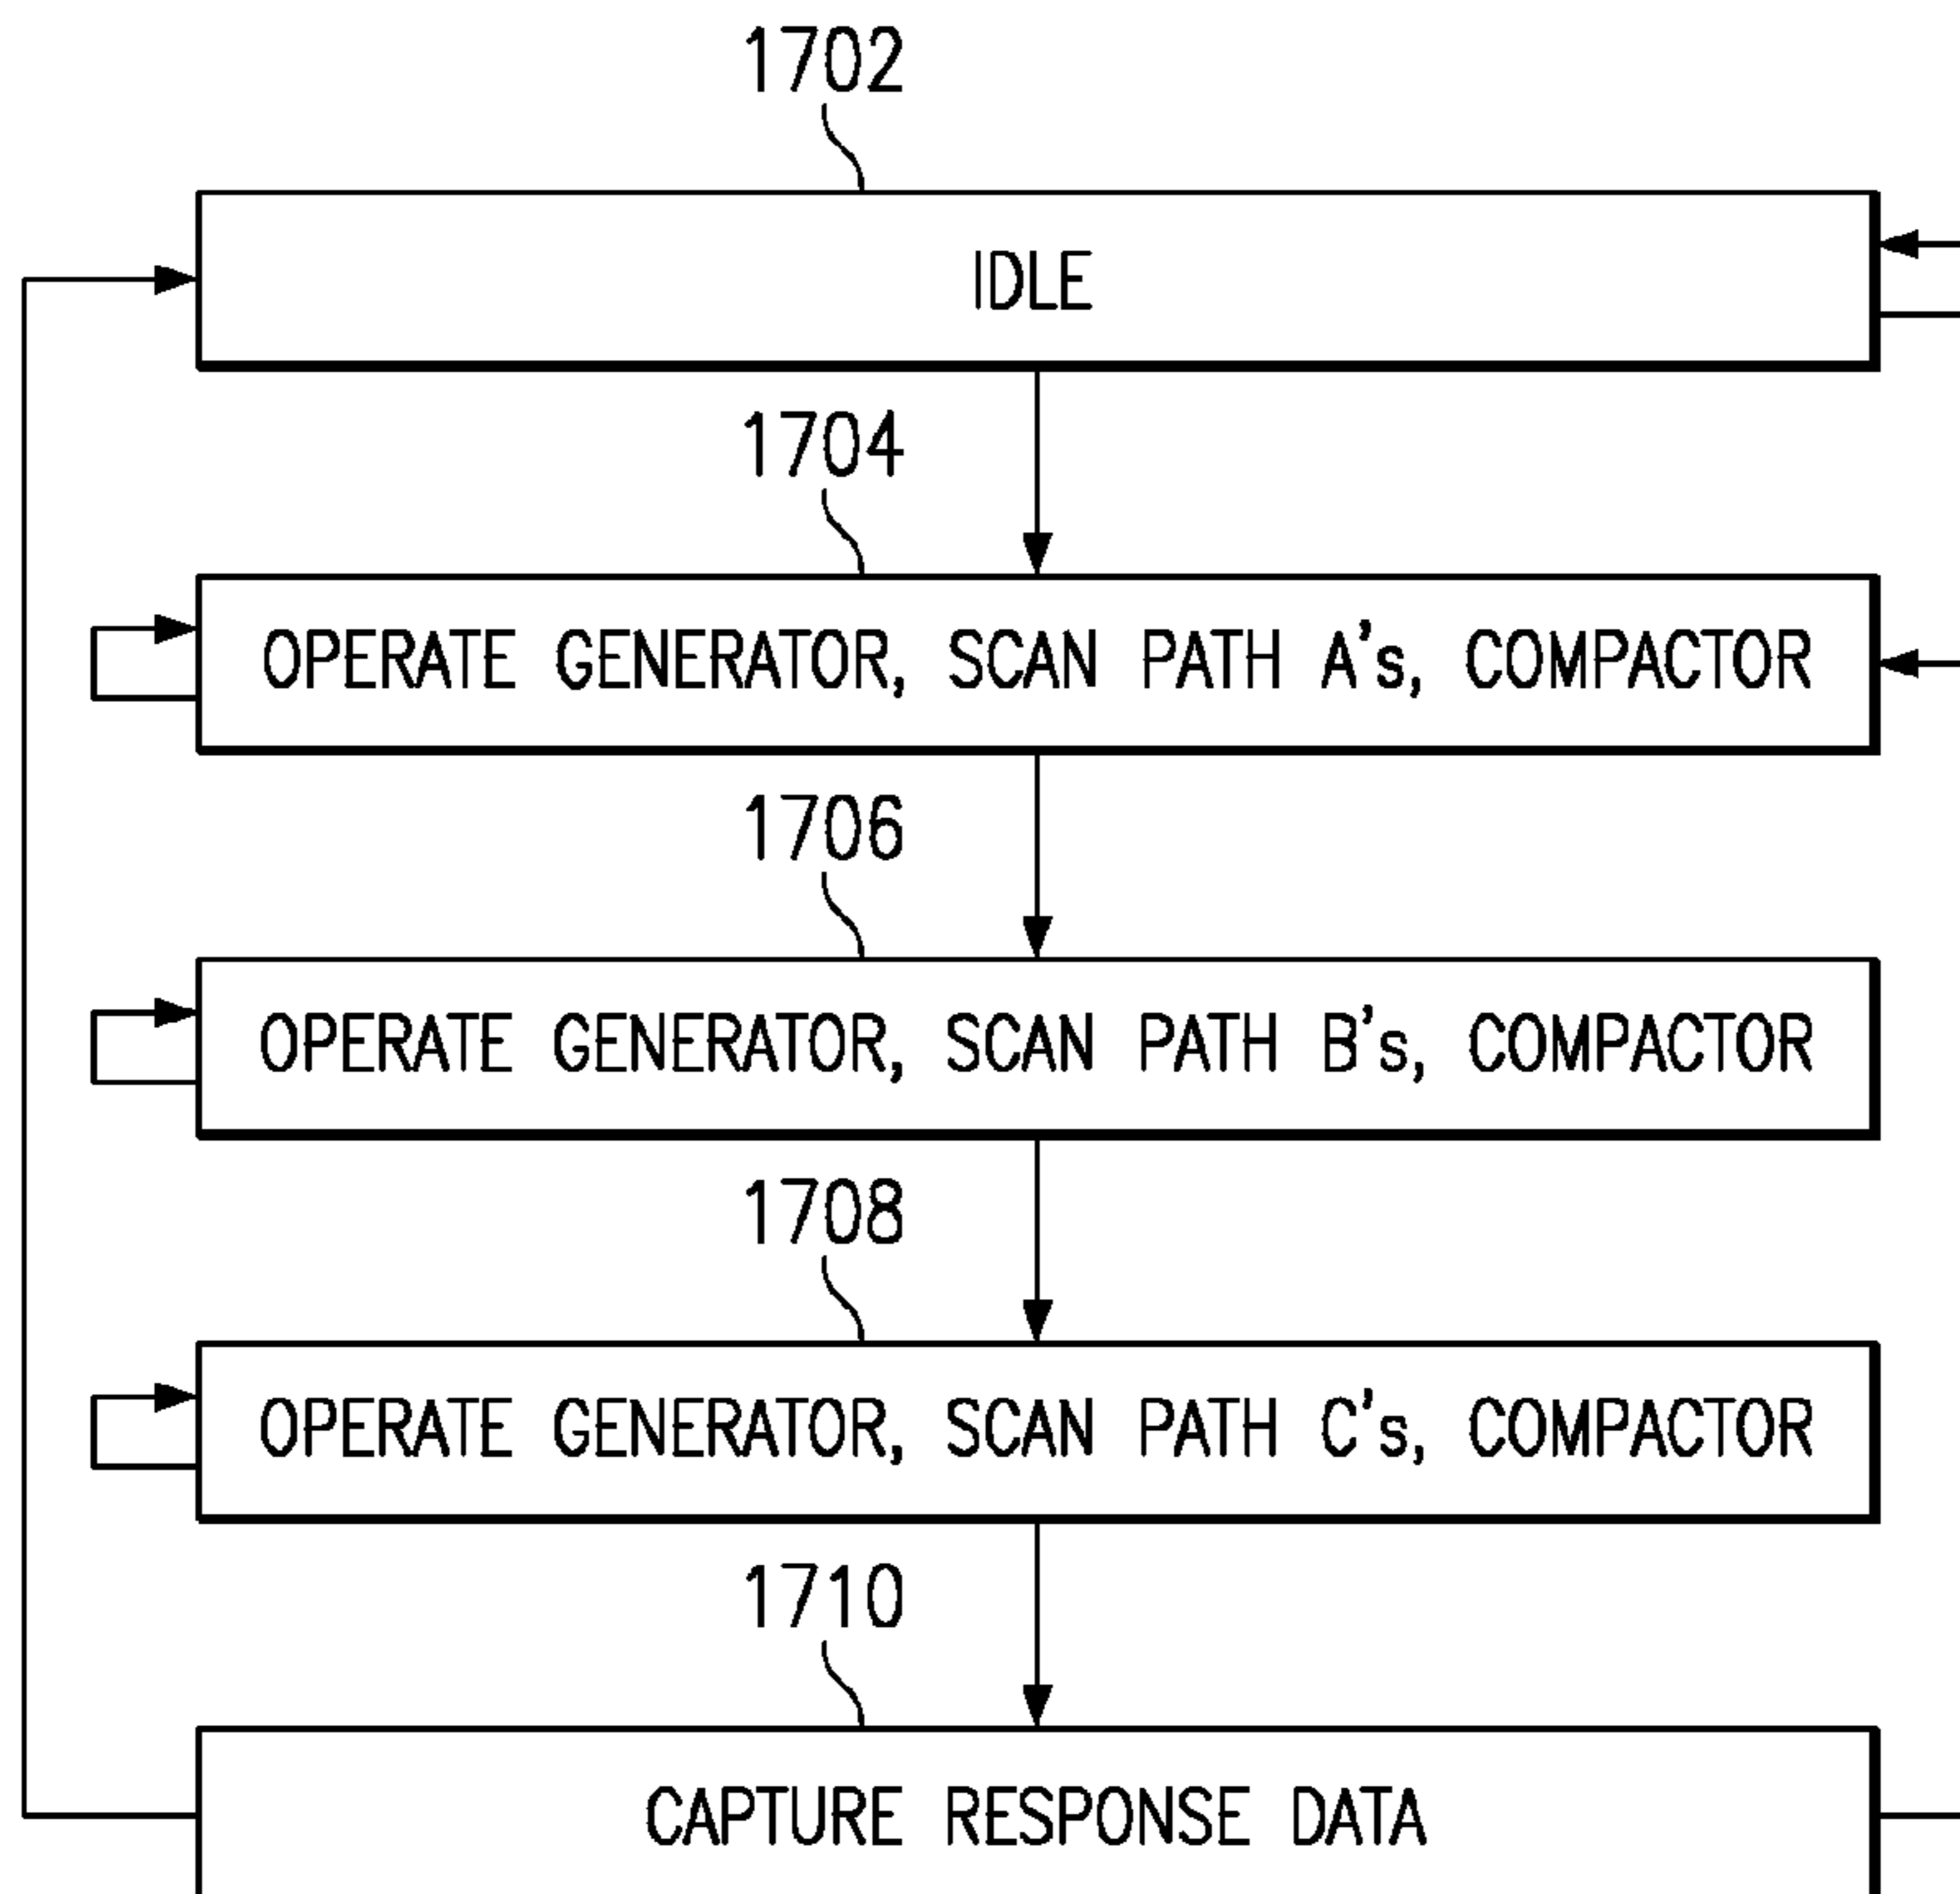 1702
IDLE
1704
OPERATE GENERATOR, SCAN PATH A's, COMPACTOR
1706
OPERATE GENERATOR, SCAN PATH B's, COMPACTOR
1708
OPERATE GENERATOR, SCAN PATH C's, COMPACTOR
1710
CAPTURE RESPONSE DATA